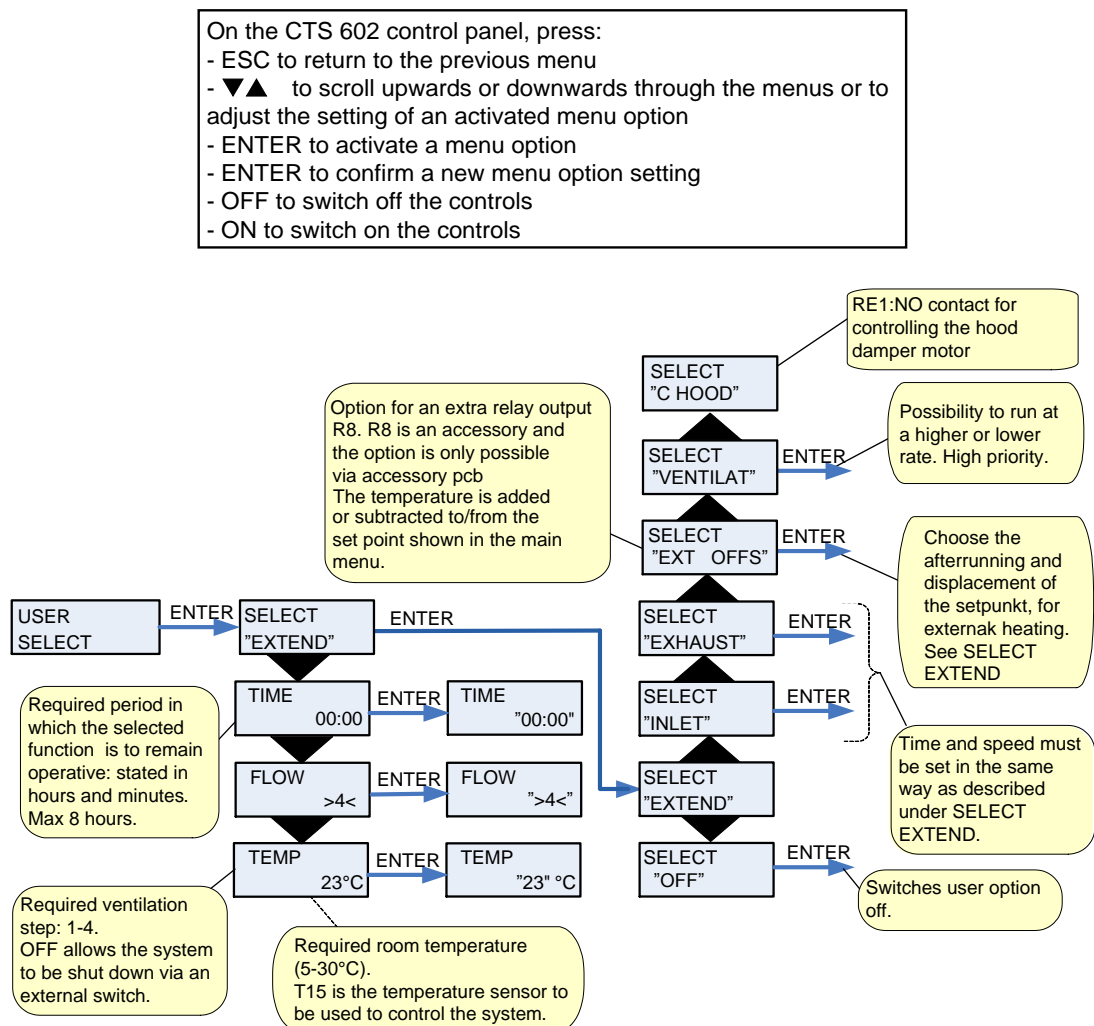 On the CTS 602 control panel, press:
- ESC to return to the previous menu
- ▼▲ to scroll upwards or downwards through the menus or to
adjust the setting of an activated menu option
- ENTER to activate a menu option
- ENTER to confirm a new menu option setting
- OFF to switch off the controls
- ON to switch on the controls
RE1:NO contact for
controlling the hood
damper motor
SELECT
"C HOOD"
Option for an extra relay output
R8. R8 is an accessory and
the option is only possible
via accessory pcb
The temperature is added
or subtracted to/from the
set point shown in the main
menu.
SELECT
"VENTILAT"
ENTER
Possibility to run at
a higher or lower
rate. High priority.
SELECT
"EXT OFFS"
ENTER
Choose the
afterrunning and
displacement of
the setpunkt, for
externak heating.
See SELECT
EXTEND
USER
SELECT
ENTER
SELECT
"EXTEND"
ENTER
SELECT
"EXHAUST"
ENTER
Required period in
which the selected
function is to remain
operative: stated in
hours and minutes.
Max 8 hours.
TIME
00:00
ENTER
TIME
"00:00"
SELECT
"INLET"
ENTER
Time and speed must
be set in the same
way as described
under SELECT
EXTEND.
FLOW
>4<
ENTER
FLOW
">4<"
SELECT
"EXTEND"
TEMP
23°C
ENTER
TEMP
"23" °C
SELECT
"OFF"
ENTER
Switches user option
off.
Required ventilation
step: 1-4.
OFF allows the system
to be shut down via an
external switch.
Required room temperature
(5-30°C).
T15 is the temperature sensor to
be used to control the system.